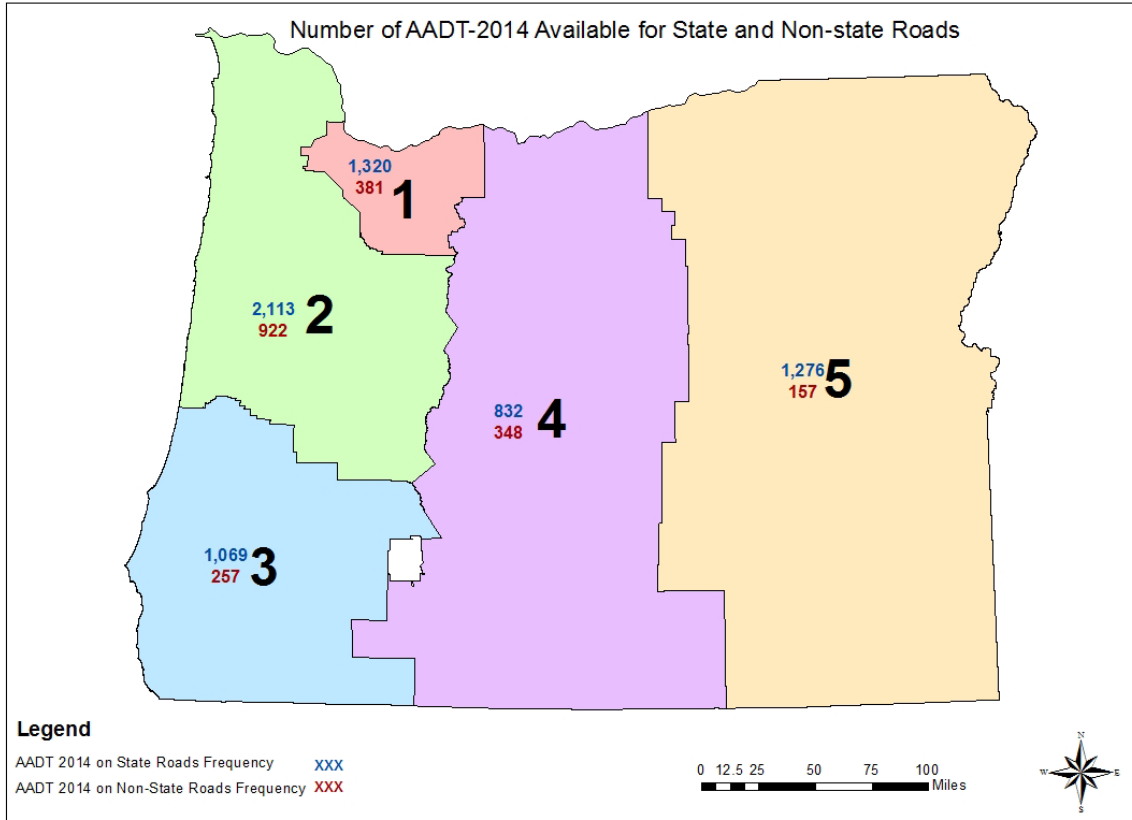 Number of AADT-2014 Available for State and Non-state Roads
1,320
381
1
2,113
922
2
1,276
157
5
832
348
4
1,069
257
3
Legend
AADT 2014 on State Roads Frequency XXX
AADT 2014 on Non-State Roads Frequency XXX
0 12.5 25 50 75 100
Miles
N
W E
S